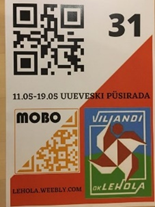 31
11.05-19.05 UUEVESKI PÜSIRADA
MOBO
VILJANDI
OK LEHOLA
LEHOLA.WEEBLY.COM